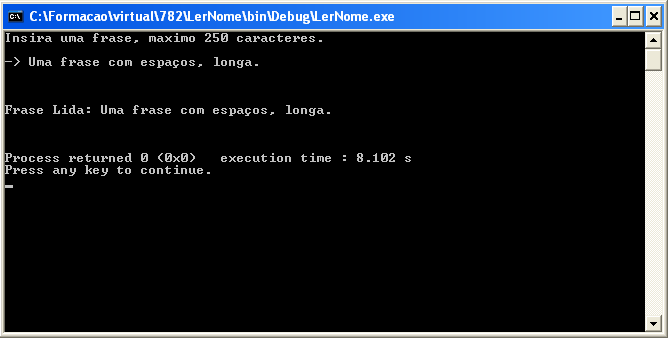 C:\Formacao\virtual\782\LerNome\bin\Debug\LerNome.exe
Insira uma frase, maximo 250 caracteres.
-> Uma frase com espaços, longa.
Frase Lida: Uma frase com espaços, longa.
Process returned 0 (0x0)   execution time : 8.102 s
Press any key to continue.